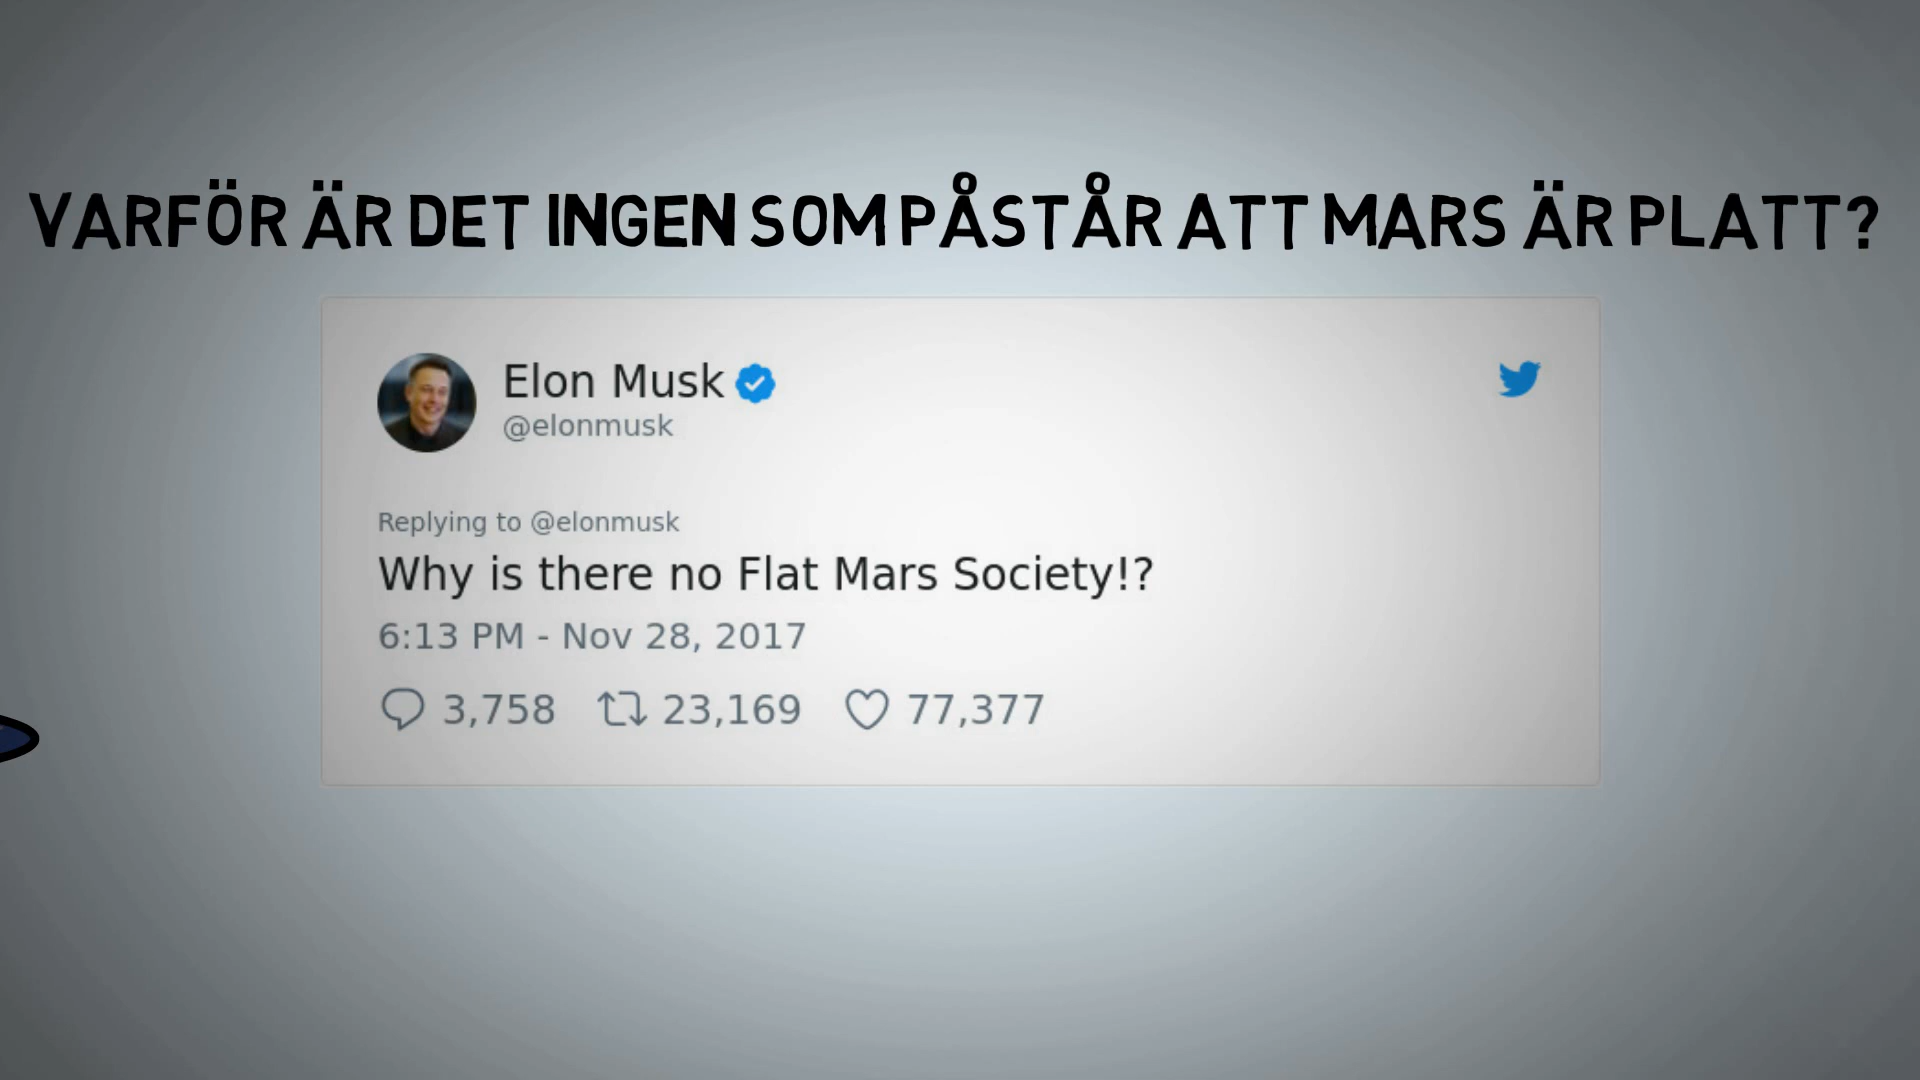 VARFÖR ÄR DET INGEN SOM PÅSTÅR ATT MARS ÄR PLATT?
Elon Musk
@elonmusk
Replying to @elonmusk
Why is there no Flat Mars Society!?
6:13 PM - Nov 28, 2017
3,758 23,169 77,377